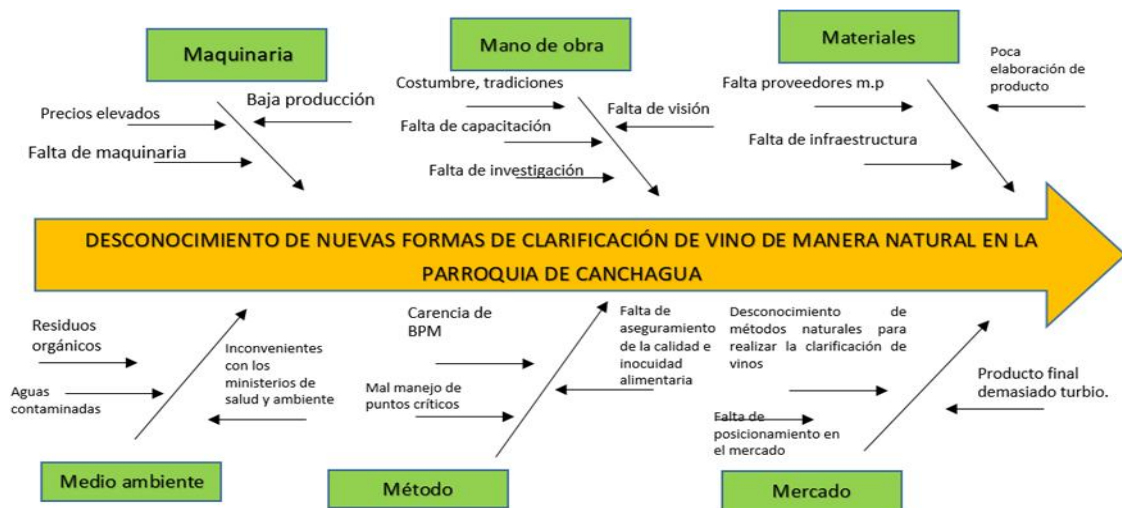 Maquinaria
Mano de obra
Materiales
Precios elevados
Baja producción
Falta de maquinaria
Costumbre, tradiciones
Falta de visión
Falta de capacitación
Falta de investigación
Falta proveedores m.p
Poca
elaboración de
producto
Falta de infraestructura
DESCONOCIMIENTO DE NUEVAS FORMAS DE CLARIFICACIÓN DE VINO DE MANERA NATURAL EN LA
PARROQUIA DE CANCHAGUA
Residuos
orgánicos
Aguas
contaminadas
Inconvenientes
con los
ministerios de
salud y ambiente
Carencia de
BPM
Mal manejo de
puntos críticos
Falta de
aseguramiento
de la calidad e
inocuidad
alimentaria
Desconocimiento de
métodos naturales para
realizar la clarificación de
vinos
Falta de
posicionamiento en
el mercado
Producto final
demasiado turbio.
Medio ambiente
Método
Mercado